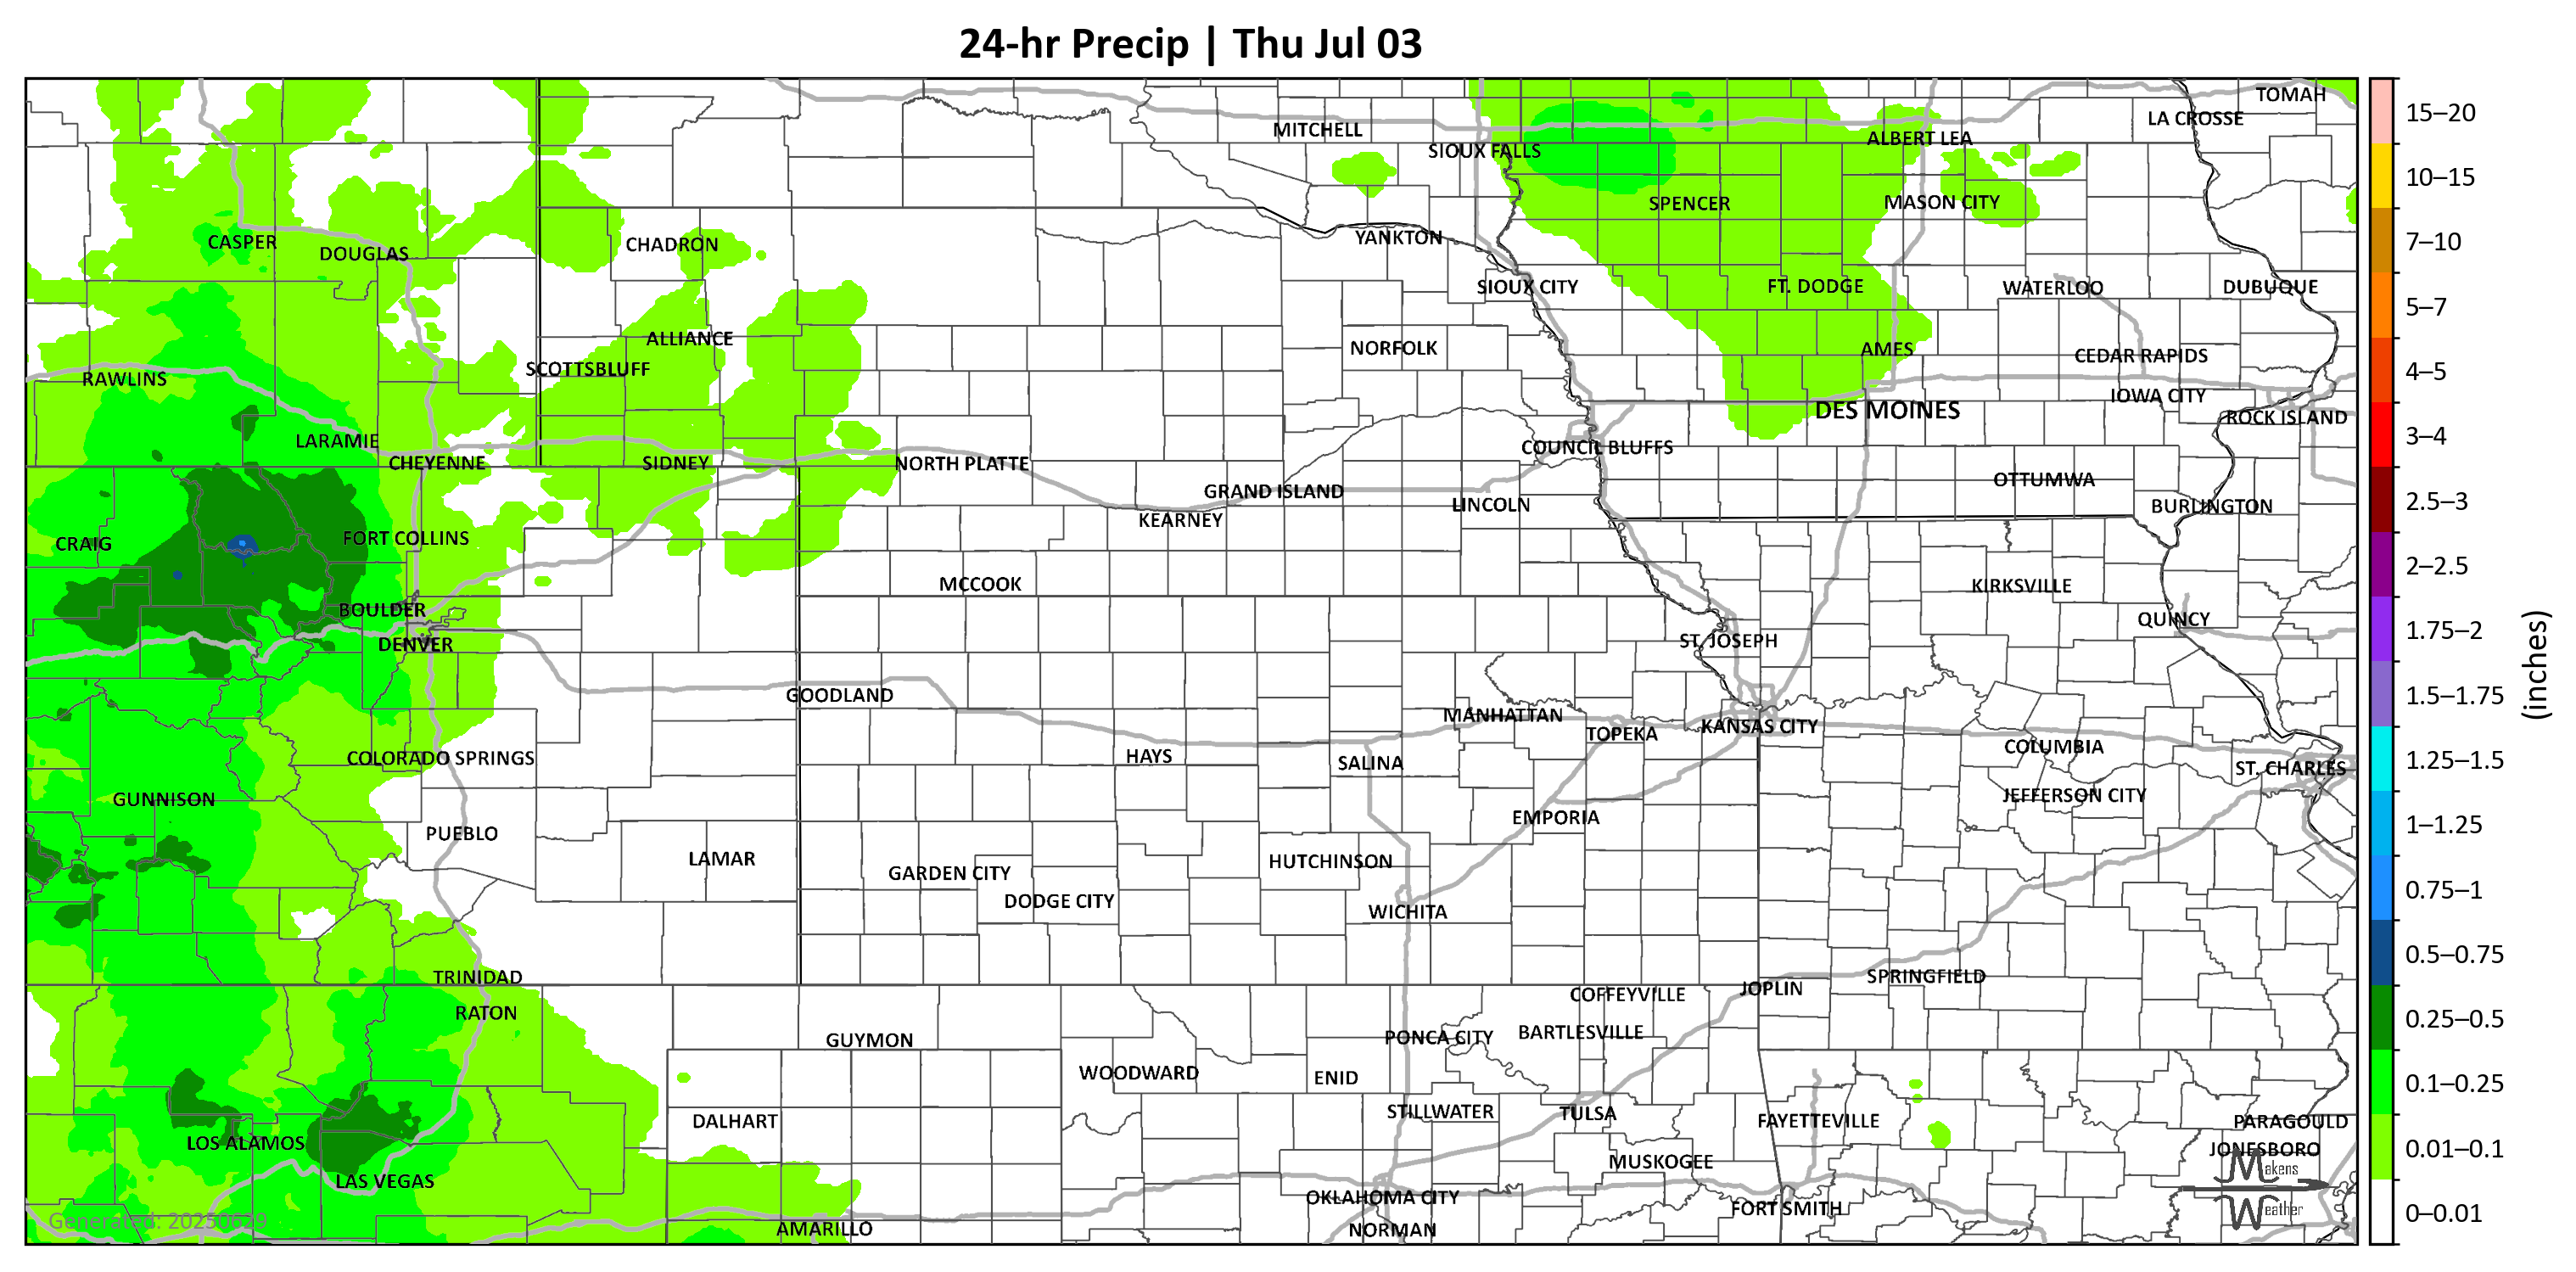 24-hr Precip | Thu Jul 03
TOMAH
LA CROSSE
MITCHELL
ALBERT LEA
SIOUX FALLS
SPENCER
MASON CITY
YANKTON
CASPER
CHADRON
DOUGLAS
SIOUX CITY
FT. DODGE
WATERLOO
DUBUQUE
ALLIANCE
NORFOLK
AMES
CEDAR RAPIDS
SCOTTSBLUFF
RAWLINS
IOWA CITY
DES MOINES
ROCK ISLAND
LARAMIE
COUNCIL BLUFFS
CHEYENNE
SIDNEY
NORTH PLATTE
OTTUMWA
GRAND ISLAND
LINCOLN
BURLINGTON
KEARNEY
CRAIG
FORT COLLINS
MCCOOK
KIRKSVILLE
BOULDER
QUINCY
DENVER
ST. JOSEPH
GOODLAND
MANHATTAN
KANSAS CITY
TOPEKA
COLUMBIA
COLORADO SPRINGS
HAYS
SALINA
ST. CHARLES
GUNNISON
JEFFERSON CITY
EMPORIA
PUEBLO
LAMAR
HUTCHINSON
GARDEN CITY
DODGE CITY
WICHITA
TRINIDAD
SPRINGFIELD
JOPLIN
COFFEYVILLE
RATON
BARTLESVILLE
PONCA CITY
GUYMON
WOODWARD
ENID
STILLWATER
TULSA
DALHART
FAYETTEVILLE
PARAGOULD
LOS ALAMOS
JONESBORO
MUSKOGEE
LAS VEGAS
OKLAHOMA CITY
FORT SMITH
AMARILLO
NORMAN
Generated: 20250629
Makens
Weather
15–20
10–15
7–10
5–7
4–5
3–4
2.5–3
2–2.5
1.75–2
1.5–1.75
1.25–1.5
1–1.25
0.75–1
0.5–0.75
0.25–0.5
0.1–0.25
0.01–0.1
0–0.01
(inches)